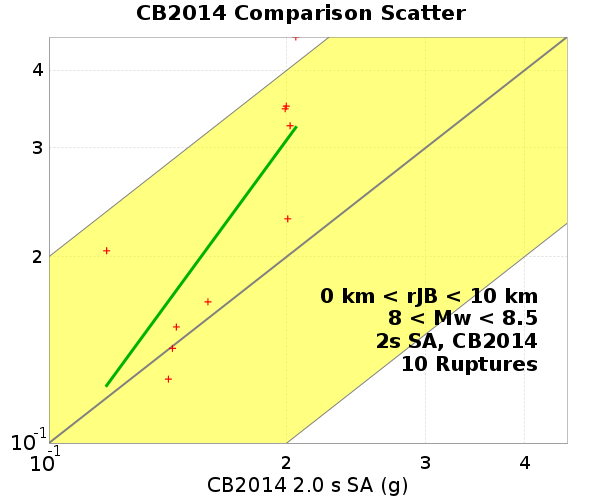 CB2014 Comparison Scatter
4
3
2
10-1
10-1
2
3
4
0 km < rJB < 10 km
8 < Mw < 8.5
2s SA, CB2014
10 Ruptures
CB2014 2.0 s SA (g)